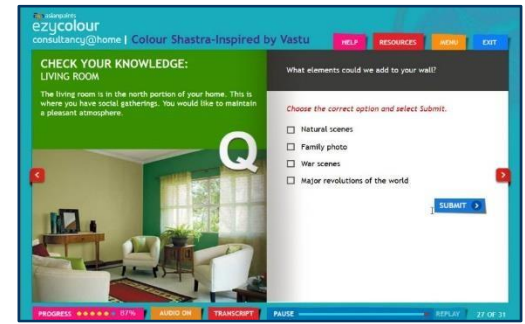 asianpaints
ezycolour
consultancy@home | Colour Shastra-Inspired by Vastu
HELP
RESOURCES
MENU
EXIT
CHECK YOUR KNOWLEDGE:
LIVING ROOM
The living room is in the north portion of your home. This is
where you have social gatherings. You would like to maintain
a pleasant atmosphere.
Q
What elements could we add to your wall?
Choose the correct option and select Submit.
Natural scenes
Family photo
War scenes
Major revolutions of the world
SUBMIT
PROGRESS
87%
AUDIO ON
TRANSCRIPT
PAUSE
REPLAY
27 OF 31